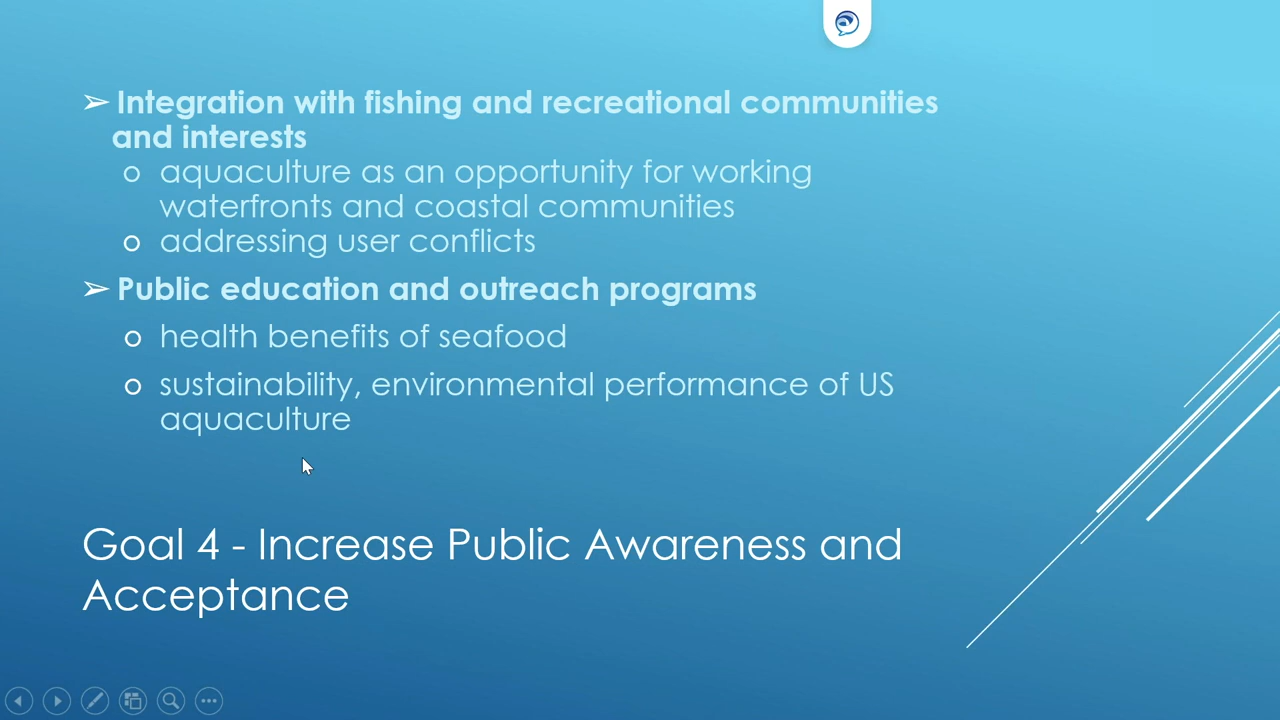 ➢ Integration with fishing and recreational communities
and interests
o aquaculture as an opportunity for working
waterfronts and coastal communities
o addressing user conflicts
➢ Public education and outreach programs
o health benefits of seafood
o sustainability, environmental performance of US
aquaculture
Goal 4 - Increase Public Awareness and
Acceptance